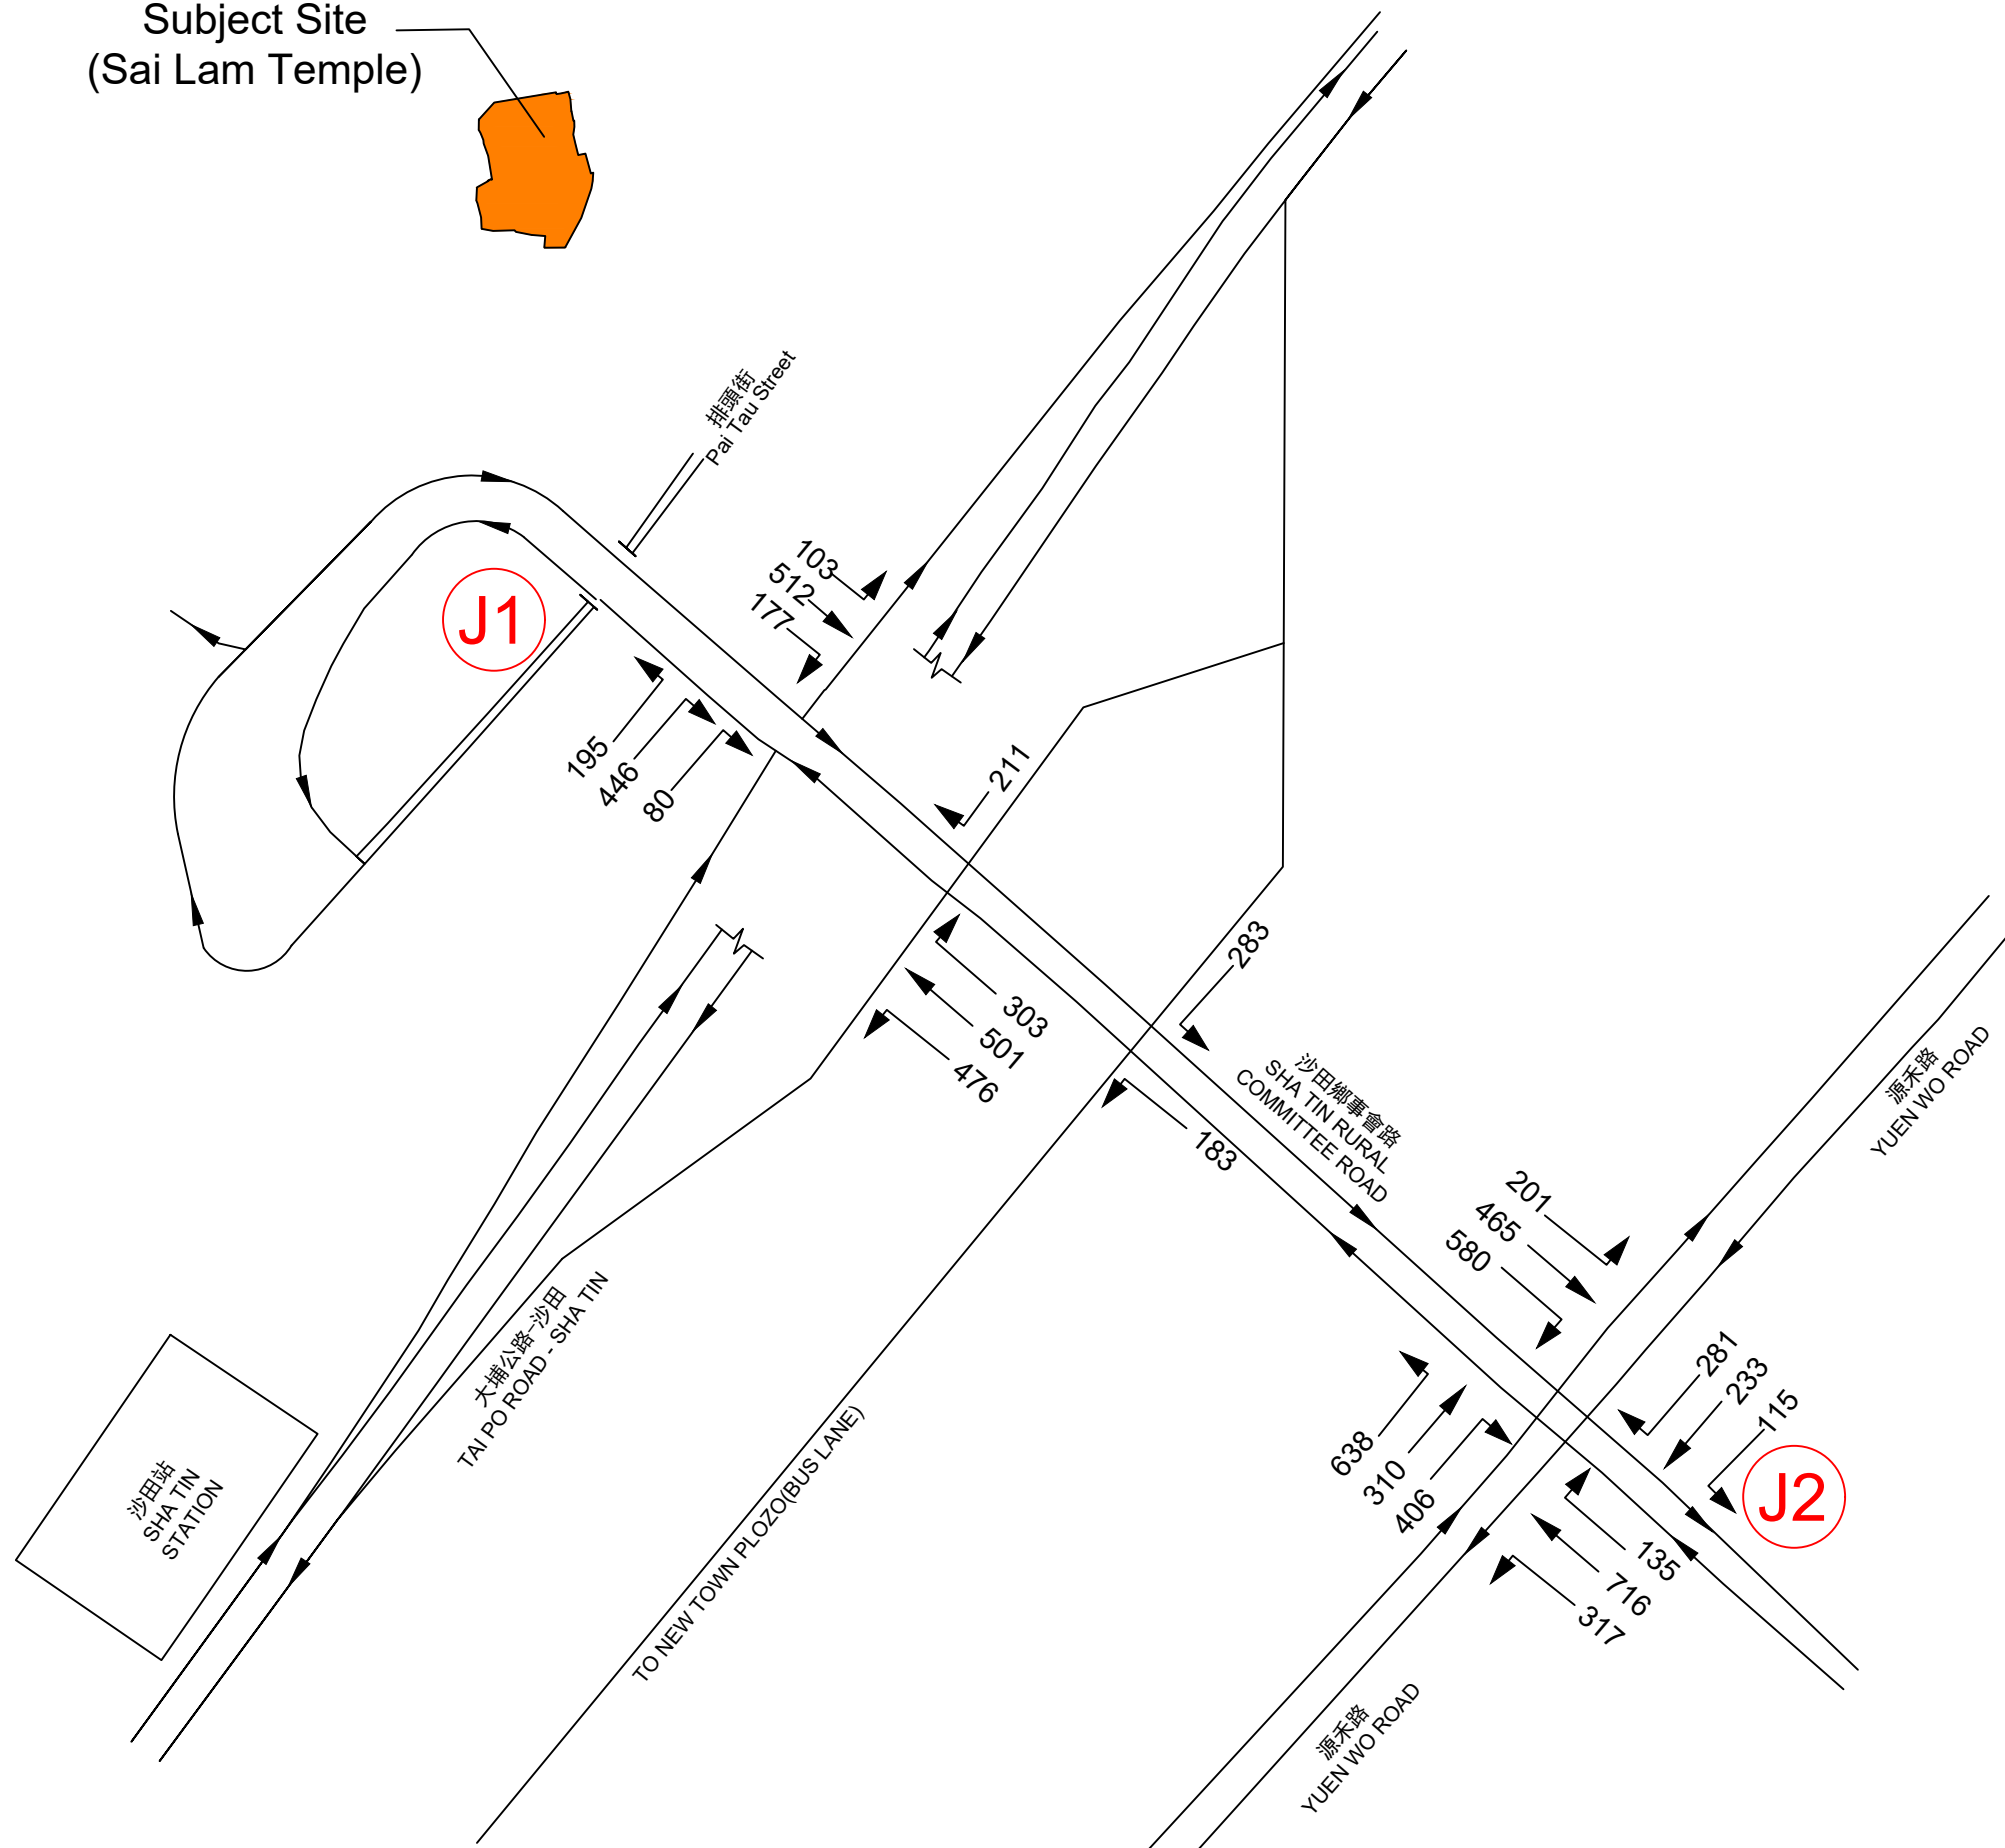 Subject Site
(Sai Lam Temple)
排頭街
Pai Tau Street
J1
103
512
177
195
446
80
211
303
501
476
283
183
沙田鄉事會路
SHA TIN RURAL
COMMITTEE ROAD
源禾路
YUEN WO ROAD
201
465
580
281
233
115
J2
638
310
406
135
716
317
大埔公路-沙田
TAI PO ROAD - SHA TIN
沙田站
SHA TIN
STATION
TO NEW TOWN PLOZO(BUS LANE)
源禾路
YUEN WO ROAD